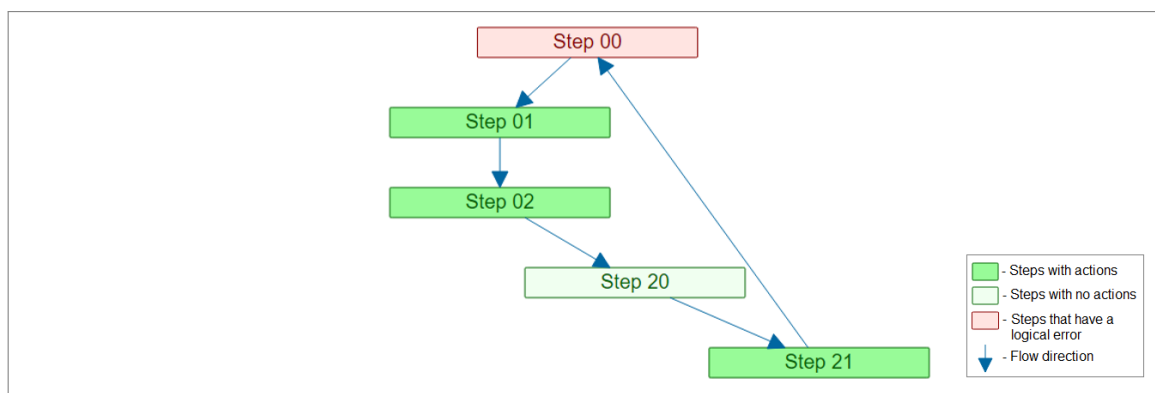 Step 00
Step 01
Step 02
Step 20
Step 21
- Steps with actions
- Steps with no actions
- Steps that have a
logical error
- Flow direction